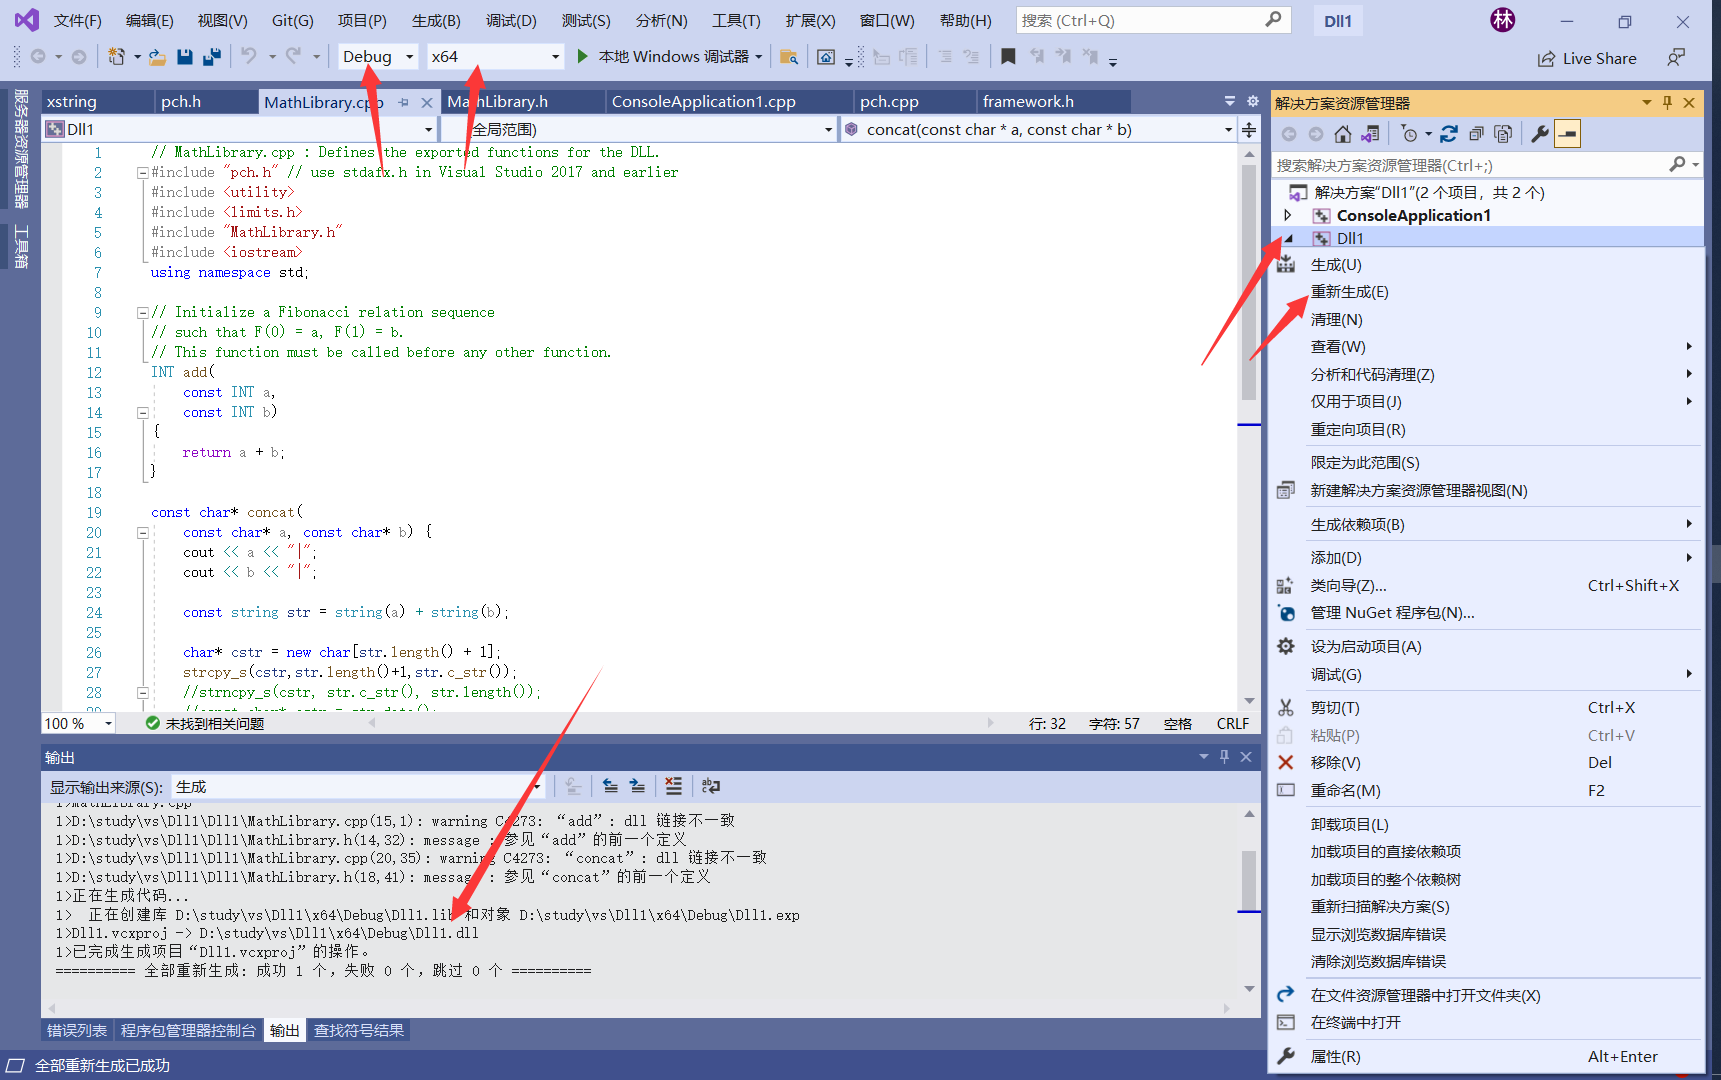 文件(F) 编辑(E) 视图(V) Git(G) 项目(P) 生成(B) 调试(D) 测试(S) 分析(N) 工具(T) 扩展(X) 窗口(W) 帮助(H) 搜索 (Ctrl+Q) Dll1 林
Debug x64 本地 Windows 调试器 Live Share
服务器资源管理器
工具箱
xstring pch.h MathLibrary.cpp MathLibrary.h ConsoleApplication1.cpp pch.cpp framework.h
Dll1 (全局范围) concat(const char * a, const char * b)
1 // MathLibrary.cpp : Defines the exported functions for the DLL.
2 #include "pch.h" // use stdafx.h in Visual Studio 2017 and earlier
3 #include <utility>
4 #include <limits.h>
5 #include "MathLibrary.h"
6 #include <iostream>
7 using namespace std;
8
9 // Initialize a Fibonacci relation sequence
10 // such that F(0) = a, F(1) = b.
11 // This function must be called before any other function.
12 INT add(
13 const INT a,
14 const INT b)
15 {
16 return a + b;
17 }
18
19 const char* concat(
20 const char* a, const char* b) {
21 cout << a << "|";
22 cout << b << "|";
23
24 const string str = string(a) + string(b);
25
26 char* cstr = new char[str.length() + 1];
27 strcpy_s(cstr,str.length()+1,str.c_str());
28 //strncpy_s(cstr, str.c_str(), str.length());
29 //const char* cstr = str.data();
100 % 未找到相关问题 行: 32 字符: 57 空格 CRLF
输出
显示输出来源(S): 生成
1>MathLibrary.cpp
1>D:\study\vs\Dll1\Dll1\MathLibrary.cpp(15,1): warning C4273: “add”: dll 链接不一致
1>D:\study\vs\Dll1\Dll1\MathLibrary.h(14,32): message : 参见“add”的前一个定义
1>D:\study\vs\Dll1\Dll1\MathLibrary.cpp(20,35): warning C4273: “concat”: dll 链接不一致
1>D:\study\vs\Dll1\Dll1\MathLibrary.h(18,41): message : 参见“concat”的前一个定义
1>正在生成代码...
1> 正在创建库 D:\study\vs\Dll1\x64\Debug\Dll1.lib 和对象 D:\study\vs\Dll1\x64\Debug\Dll1.exp
1>Dll1.vcxproj -> D:\study\vs\Dll1\x64\Debug\Dll1.dll
1>已完成生成项目“Dll1.vcxproj”的操作。
========== 全部重新生成: 成功 1 个，失败 0 个，跳过 0 个 ==========
错误列表 程序包管理器控制台 输出 查找符号结果
全部重新生成已成功
解决方案资源管理器
搜索解决方案资源管理器(Ctrl+;)
解决方案"Dll1"(2 个项目，共 2 个)
ConsoleApplication1
Dll1
生成(U)
重新生成(E)
清理(N)
查看(W)
分析和代码清理(Z)
仅用于项目(J)
重定向项目(R)
限定为此范围(S)
新建解决方案资源管理器视图(N)
生成依赖项(B)
添加(D)
类向导(Z)... Ctrl+Shift+X
管理 NuGet 程序包(N)...
设为启动项目(A)
调试(G)
剪切(T) Ctrl+X
粘贴(P) Ctrl+V
移除(V) Del
重命名(M) F2
卸载项目(L)
加载项目的直接依赖项
加载项目的整个依赖树
重新扫描解决方案(S)
显示浏览数据库错误
清除浏览数据库错误
在文件资源管理器中打开文件夹(X)
在终端中打开
属性(R) Alt+Enter